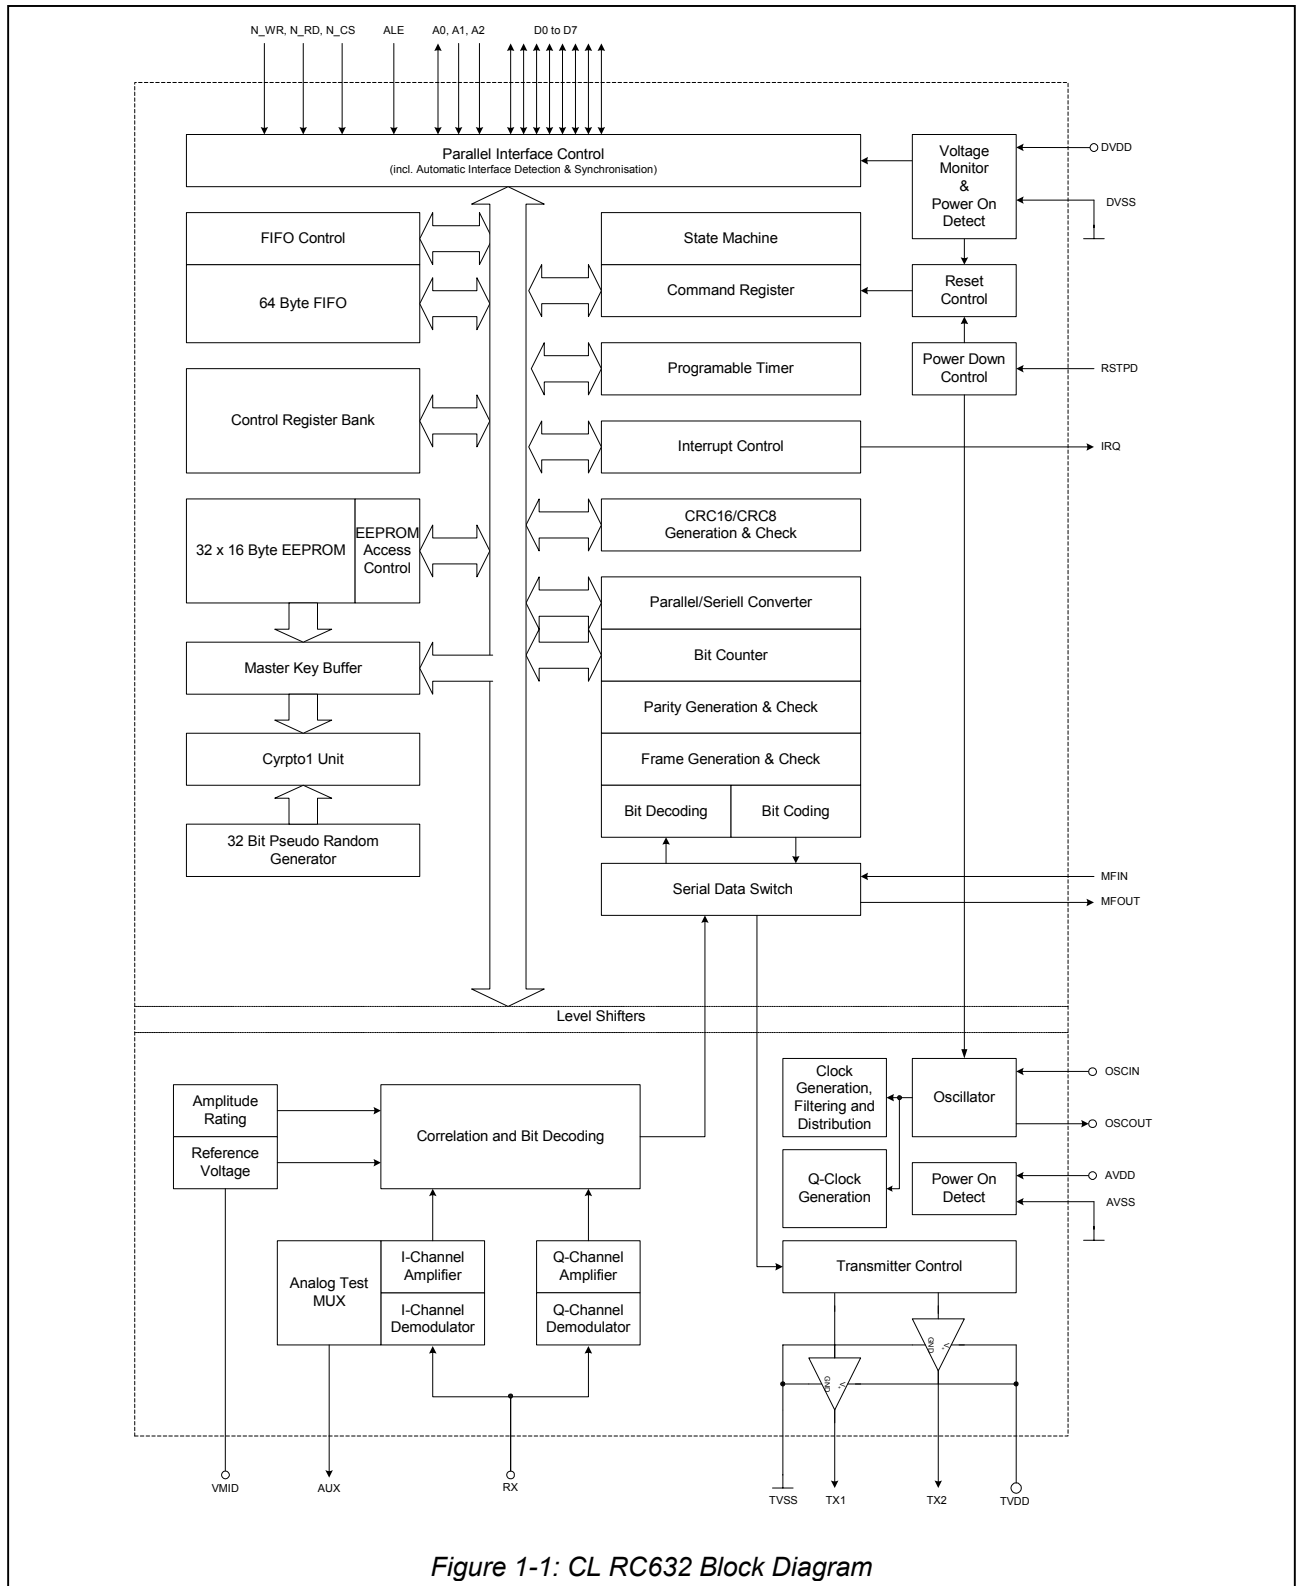 N_WR, N_RD, N_CS
ALE
A0, A1, A2
D0 to D7
Parallel Interface Control
(incl. Automatic Interface Detection & Synchronisation)
Voltage
Monitor
&
Power On
Detect
DVDD
DVSS
FIFO Control
64 Byte FIFO
State Machine
Command Register
Reset
Control
Programable Timer
Power Down
Control
RSTPD
Control Register Bank
Interrupt Control
IRQ
32 x 16 Byte EEPROM
EEPROM
Access
Control
CRC16/CRC8
Generation & Check
Parallel/Seriell Converter
Bit Counter
Master Key Buffer
Parity Generation & Check
Cyrpto1 Unit
Frame Generation & Check
Bit Decoding
Bit Coding
32 Bit Pseudo Random
Generator
Serial Data Switch
MFIN
MFOUT
Level Shifters
Amplitude
Rating
Reference
Voltage
Correlation and Bit Decoding
Clock
Generation,
Filtering and
Distribution
Oscillator
OSCIN
OSCOUT
Q-Clock
Generation
Power On
Detect
AVDD
AVSS
Analog Test
MUX
I-Channel
Amplifier
I-Channel
Demodulator
Q-Channel
Amplifier
Q-Channel
Demodulator
Transmitter Control
GND
V+
GND
V+
VMID
AUX
RX
TVSS
TX1
TX2
TVDD
Figure 1-1: CL RC632 Block Diagram